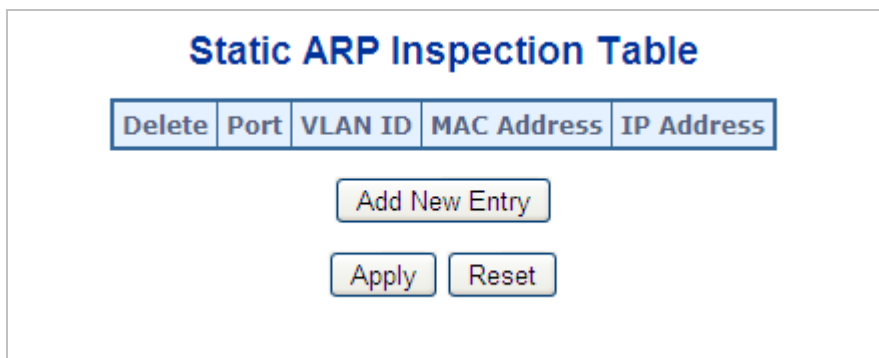 Static ARP Inspection Table
Delete Port VLAN ID MAC Address IP Address
Add New Entry
Apply Reset